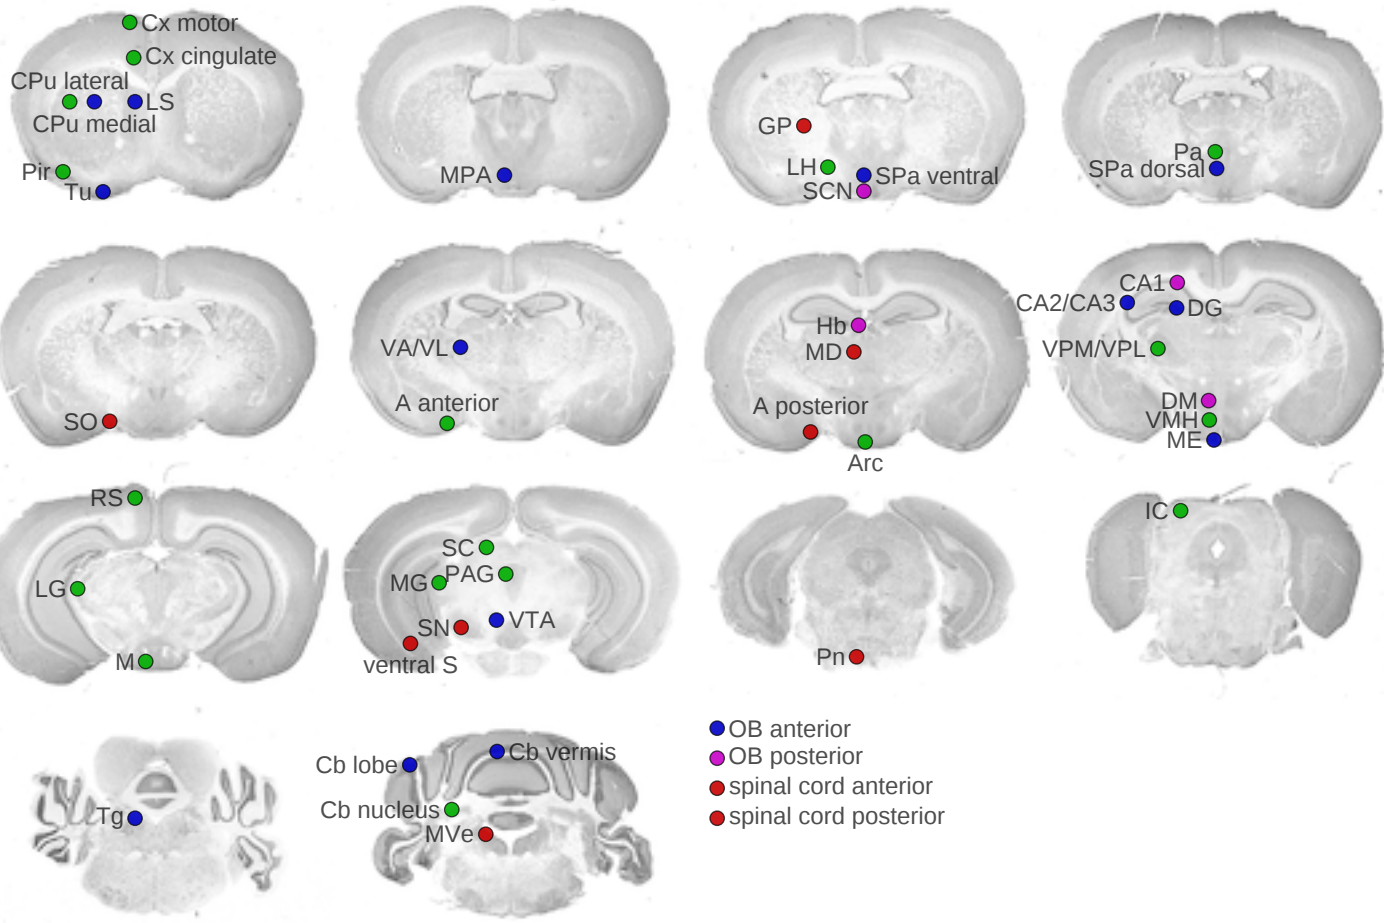 Cx motor
Cx cingulate
CPu lateral
LS
CPu medial
Pir
Tu
MPA
GP
LH
SPa ventral
SCN
Pa
SPa dorsal
SO
VA/VL
A anterior
Hb
MD
A posterior
Arc
CA1
CA2/CA3
DG
VPM/VPL
DM
VMH
ME
RS
LG
M
SC
MG
PAG
SN
VTA
ventral S
Pn
IC
Tg
Cb lobe
Cb vermis
Cb nucleus
MVe
OB anterior
OB posterior
spinal cord anterior
spinal cord posterior